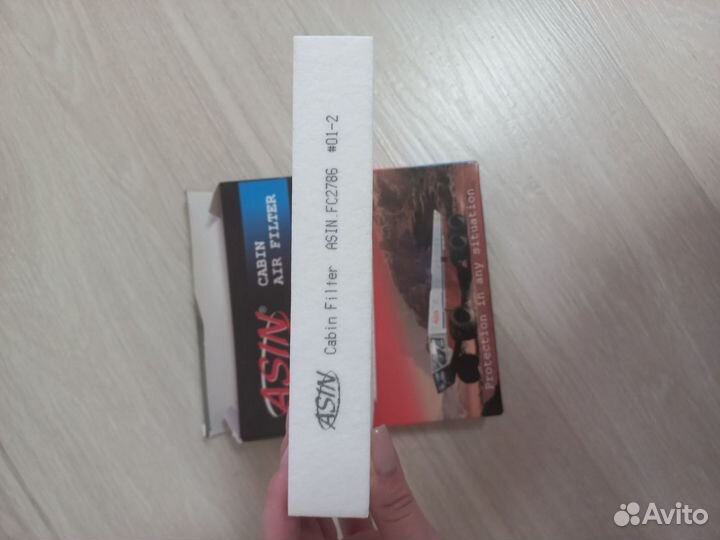 ASIN Cabin Filter ASIN.FC2786 #01-2
ASIN®
CABIN
AIR FILTER
Protection in any situation
Avito